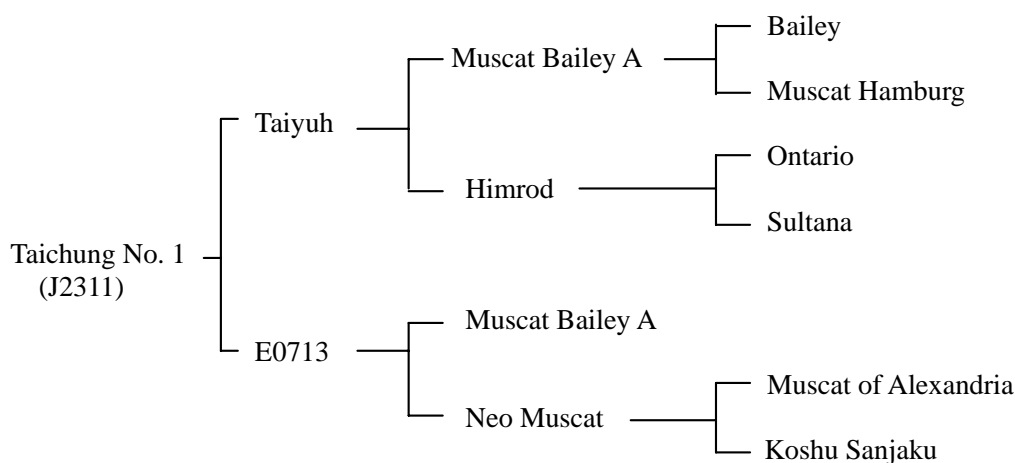 Bailey
Muscat Bailey A
Muscat Hamburg
Taiyuh
Ontario
Himrod
Sultana
Taichung No. 1
(J2311)
Muscat Bailey A
E0713
Muscat of Alexandria
Neo Muscat
Koshu Sanjaku